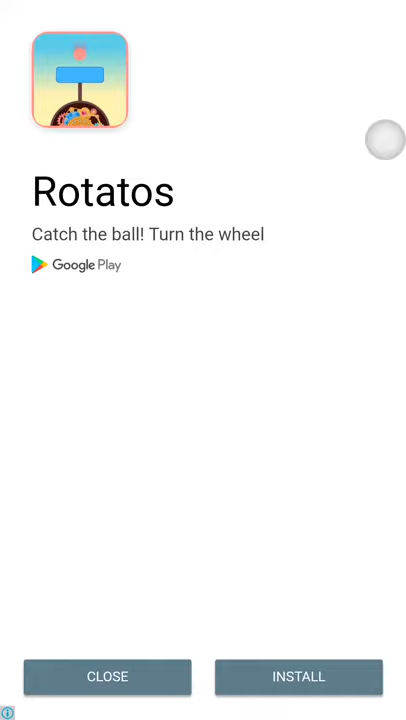 Rotatos
Catch the ball! Turn the wheel
Google Play
CLOSE
INSTALL